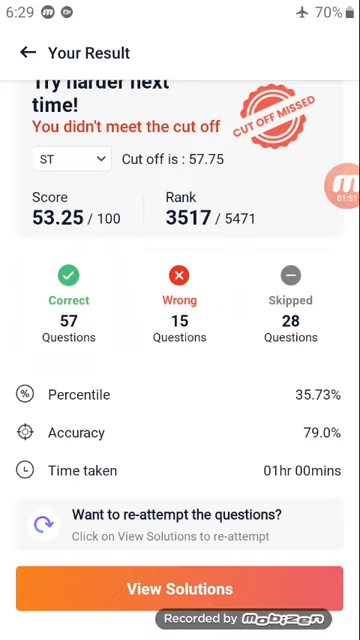 6:29
70%
Your Result
Try harder next
time!
You didn't meet the cut off
CUT OFF MISSED
ST
Cut off is : 57.75
Score
Rank
53.25 / 100
3517 / 5471
01:51
Correct
Wrong
Skipped
57
15
28
Questions
Questions
Questions
Percentile
35.73%
Accuracy
79.0%
Time taken
01hr 00mins
Want to re-attempt the questions?
Click on View Solutions to re-attempt
View Solutions
Recorded by mobizen